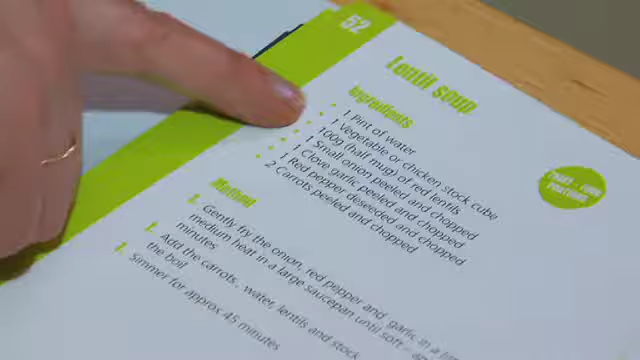 52
Lentil soup
Ingredients
1 Pint of water
1 Vegetable or chicken stock cube
100g (half mug) of red lentils
1 Small onion peeled and chopped
1 Clove garlic peeled and chopped
1 Red pepper deseeded and chopped
2 Carrots peeled and chopped
Method
Gently fry the onion, red pepper and garlic in a
medium heat in a large saucepan until soft –
minutes
Add the carrots, water, lentils and stock
the boil
Simmer for approx 45 minutes